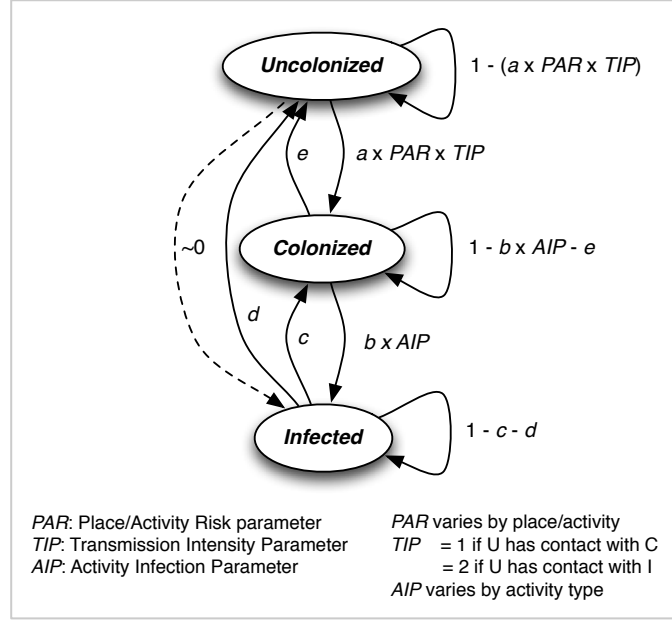 Uncolonized
1 - (a x PAR x TIP)
e
a x PAR x TIP
~0
Colonized
1 - b x AIP - e
d
c
b x AIP
Infected
1 - c - d
PAR: Place/Activity Risk parameter
TIP: Transmission Intensity Parameter
AIP: Activity Infection Parameter
PAR varies by place/activity
TIP = 1 if U has contact with C
= 2 if U has contact with I
AIP varies by activity type